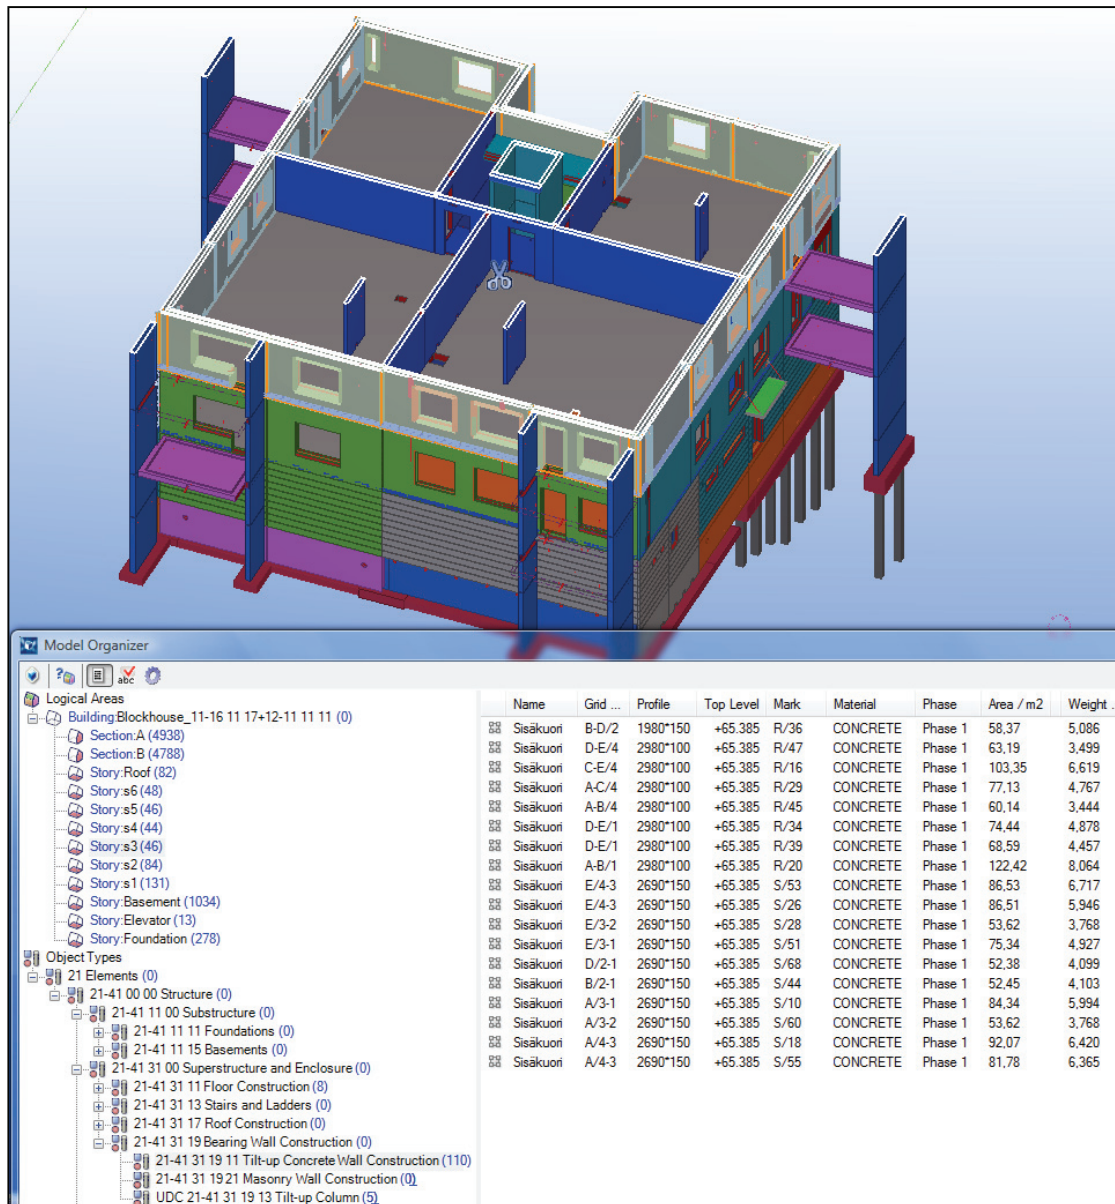 Model Organizer
abc
Logical Areas
Building:Blockhouse_11-16 11 17+12-11 11 11 (0)
Section:A (4938)
Section:B (4788)
Story:Roof (82)
Story:s6 (48)
Story:s5 (46)
Story:s4 (44)
Story:s3 (46)
Story:s2 (84)
Story:s1 (131)
Story:Basement (1034)
Story:Elevator (13)
Story:Foundation (278)
Object Types
21 Elements (0)
21-41 00 00 Structure (0)
21-41 11 00 Substructure (0)
21-41 11 11 Foundations (0)
21-41 11 15 Basements (0)
21-41 31 00 Superstructure and Enclosure (0)
21-41 31 11 Floor Construction (8)
21-41 31 13 Stairs and Ladders (0)
21-41 31 17 Roof Construction (0)
21-41 31 19 Bearing Wall Construction (0)
21-41 31 19 11 Tilt-up Concrete Wall Construction (110)
21-41 31 19 21 Masonry Wall Construction (0)
UDC 21-41 31 19 13 Tilt-up Column (5)
Name Grid ... Profile Top Level Mark Material Phase Area / m2 Weight ...
Sisäkuori B-D/2 1980*150 +65.385 R/36 CONCRETE Phase 1 58,37 5,086
Sisäkuori D-E/4 2980*100 +65.385 R/47 CONCRETE Phase 1 63,19 3,499
Sisäkuori C-E/4 2980*100 +65.385 R/16 CONCRETE Phase 1 103,35 6,619
Sisäkuori A-C/4 2980*100 +65.385 R/29 CONCRETE Phase 1 77,13 4,767
Sisäkuori A-B/4 2980*100 +65.385 R/45 CONCRETE Phase 1 60,14 3,444
Sisäkuori D-E/1 2980*100 +65.385 R/34 CONCRETE Phase 1 74,44 4,878
Sisäkuori D-E/1 2980*100 +65.385 R/39 CONCRETE Phase 1 68,59 4,457
Sisäkuori A-B/1 2980*100 +65.385 R/20 CONCRETE Phase 1 122,42 8,064
Sisäkuori E/4-3 2690*150 +65.385 S/53 CONCRETE Phase 1 86,53 6,717
Sisäkuori E/4-3 2690*150 +65.385 S/26 CONCRETE Phase 1 86,51 5,946
Sisäkuori E/3-2 2690*150 +65.385 S/28 CONCRETE Phase 1 53,62 3,768
Sisäkuori E/3-1 2690*150 +65.385 S/51 CONCRETE Phase 1 75,34 4,927
Sisäkuori D/2-1 2690*150 +65.385 S/68 CONCRETE Phase 1 52,38 4,099
Sisäkuori B/2-1 2690*150 +65.385 S/44 CONCRETE Phase 1 52,45 4,103
Sisäkuori A/3-1 2690*150 +65.385 S/10 CONCRETE Phase 1 84,34 5,994
Sisäkuori A/3-2 2690*150 +65.385 S/60 CONCRETE Phase 1 53,62 3,768
Sisäkuori A/4-3 2690*150 +65.385 S/18 CONCRETE Phase 1 92,07 6,420
Sisäkuori A/4-3 2690*150 +65.385 S/55 CONCRETE Phase 1 81,78 6,365